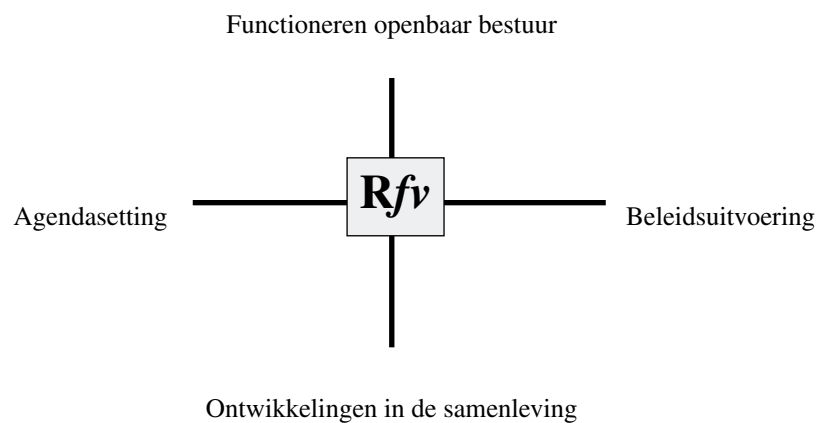 Functioneren openbaar bestuur
Rfv
Agendasetting
Beleidsuitvoering
Ontwikkelingen in de samenleving